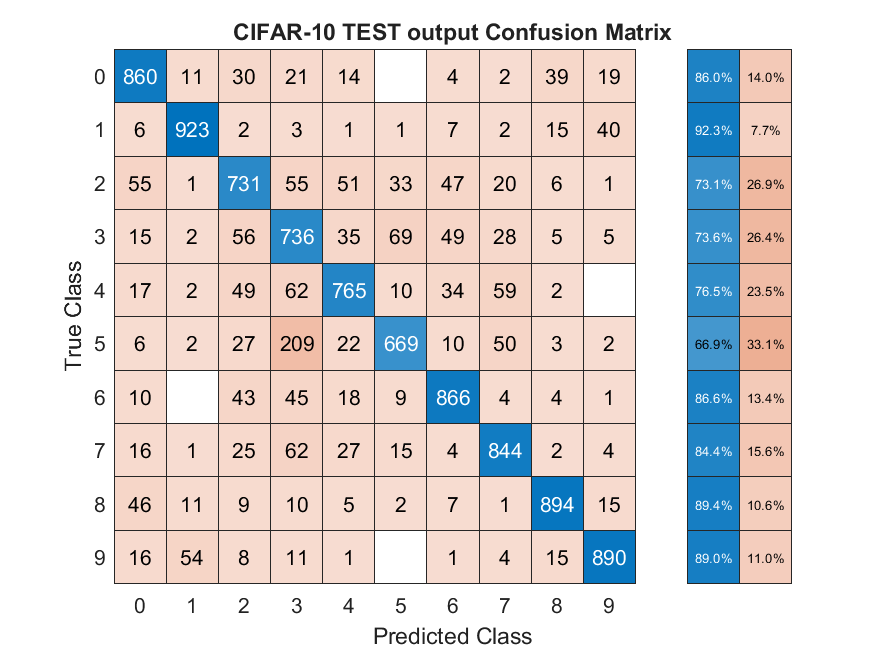 CIFAR-10 TEST output Confusion Matrix
0 860 11 30 21 14 4 2 39 19 86.0% 14.0%
1 6 923 2 3 1 1 7 2 15 40 92.3% 7.7%
2 55 1 731 55 51 33 47 20 6 1 73.1% 26.9%
3 15 2 56 736 35 69 49 28 5 5 73.6% 26.4%
4 17 2 49 62 765 10 34 59 2 76.5% 23.5%
5 6 2 27 209 22 669 10 50 3 2 66.9% 33.1%
6 10 43 45 18 9 866 4 4 1 86.6% 13.4%
7 16 1 25 62 27 15 4 844 2 4 84.4% 15.6%
8 46 11 9 10 5 2 7 1 894 15 89.4% 10.6%
9 16 54 8 11 1 1 4 15 890 89.0% 11.0%
0 1 2 3 4 5 6 7 8 9
Predicted Class
True Class